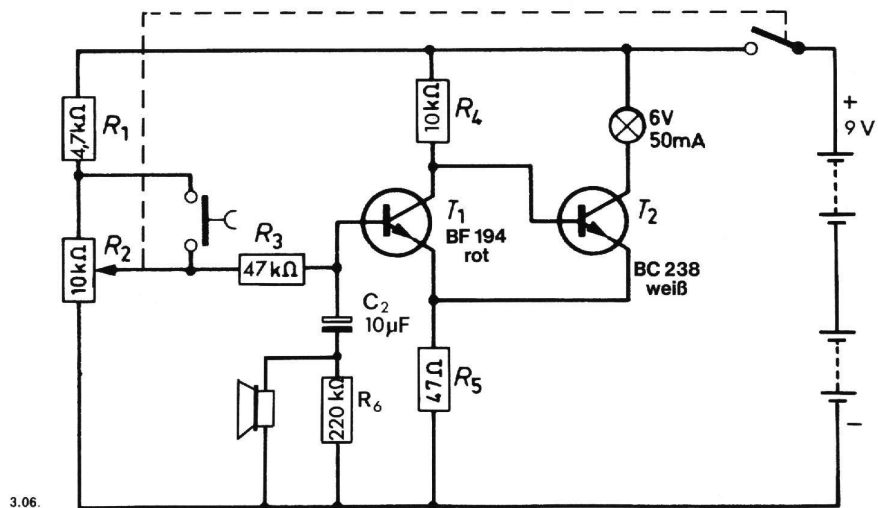 R1
4,7kΩ
R2
10kΩ
R3
47kΩ
C2
10µF
R6
220 kΩ
R4
10kΩ
T1
BF 194
rot
R5
47Ω
6V
50mA
T2
BC 238
weiß
+
9 V
−
3.06.